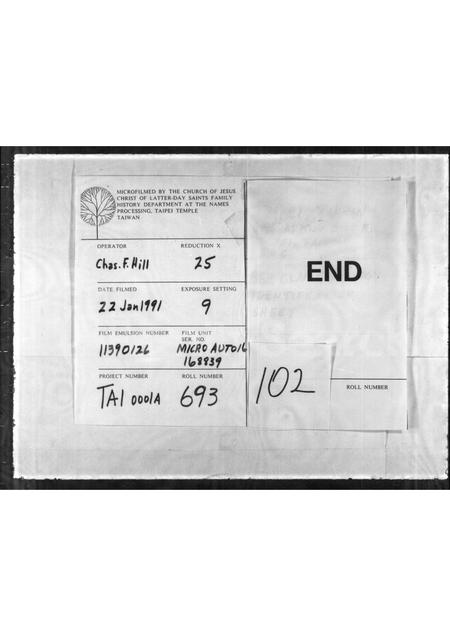 MICROFILMED BY THE CHURCH OF JESUS
CHRIST OF LATTER-DAY SAINTS FAMILY
HISTORY DEPARTMENT AT THE NAMES
PROCESSING, TAIPEI TEMPLE
TAIWAN
OPERATOR
REDUCTION X
Chas. F. Hill
25
DATE FILMED
EXPOSURE SETTING
22 Jan 1991
9
FILM EMULSION NUMBER
FILM UNIT
SER. NO.
11390126
MICRO AUTO16
168839
PROJECT NUMBER
ROLL NUMBER
TAI 0001A
693
END
IDENTIFICATION
SHEET
102
ROLL NUMBER